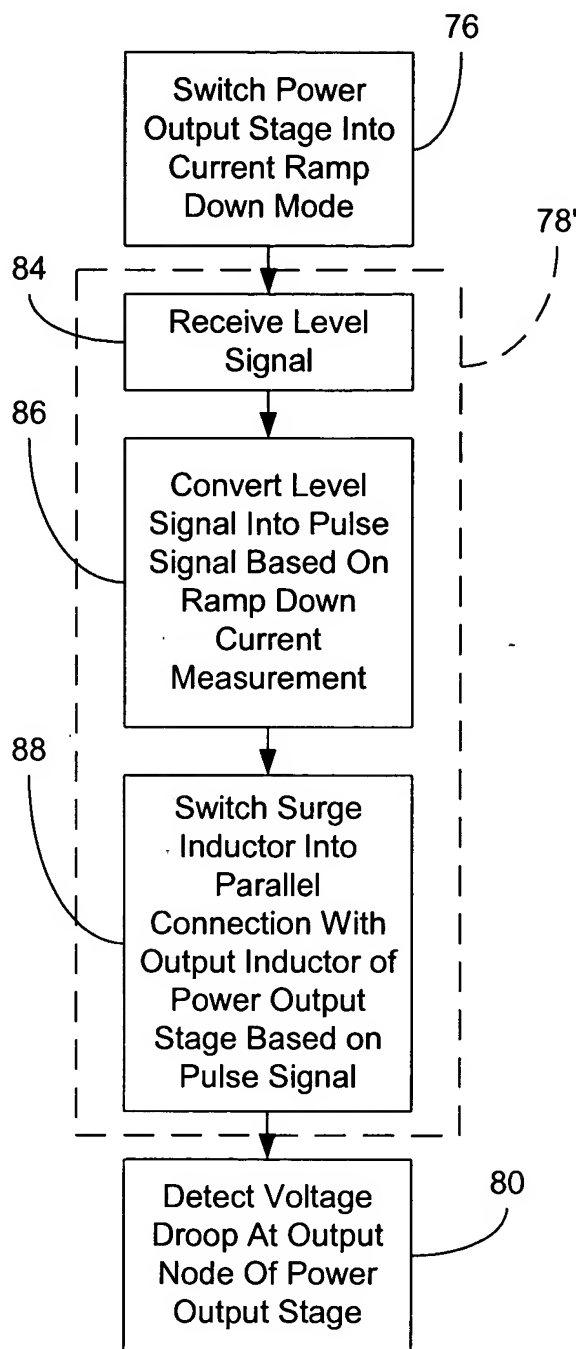 76
Switch Power
Output Stage Into
Current Ramp
Down Mode
78'
84
Receive Level
Signal
86
Convert Level
Signal Into Pulse
Signal Based On
Ramp Down
Current
Measurement
88
Switch Surge
Inductor Into
Parallel
Connection With
Output Inductor of
Power Output
Stage Based on
Pulse Signal
80
Detect Voltage
Droop At Output
Node Of Power
Output Stage